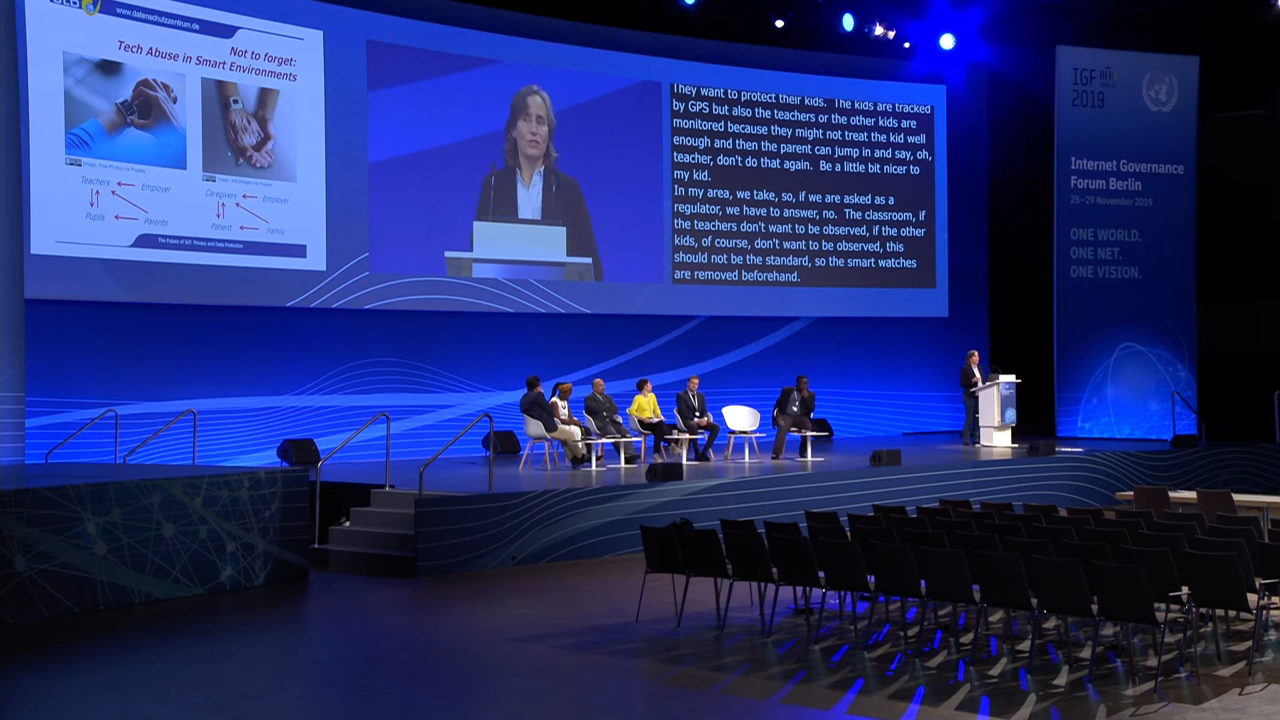 www.datenschutzzentrum.de
Not to forget:
Tech Abuse in Smart Environments
Teachers
Employer
Pupils
Parents
Caregivers
Employer
Patient
Family
The Future of IoT: Privacy and Data Protection
They want to protect their kids. The kids are tracked
by GPS but also the teachers or the other kids are
monitored because they might not treat the kid well
enough and then the parent can jump in and say, oh,
teacher, don't do that again. Be a little bit nicer to
my kid.
In my area, we take, so, if we are asked as a
regulator, we have to answer, no. The classroom, if
the teachers don't want to be observed, if the other
kids, of course, don't want to be observed, this
should not be the standard, so the smart watches
are removed beforehand.
IGF
2019
Internet Governance
Forum Berlin
25–29 November 2019
ONE WORLD.
ONE NET.
ONE VISION.